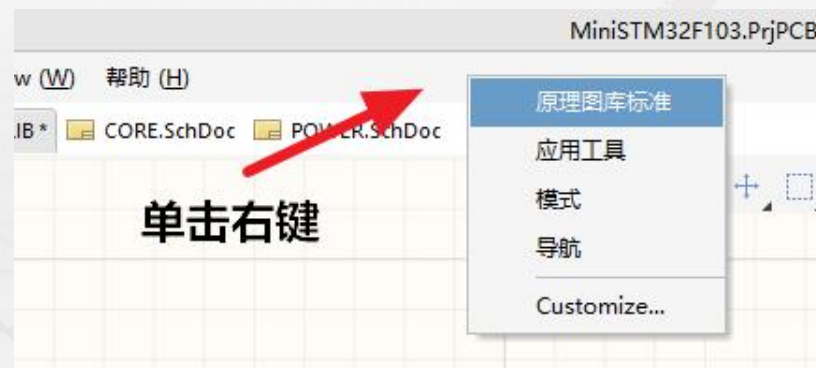 MiniSTM32F103.PrjPCB
w (W) 帮助 (H)
.IB * CORE.SchDoc POWER.SchDoc
单击右键
原理图库标准
应用工具
模式
导航
Customize...